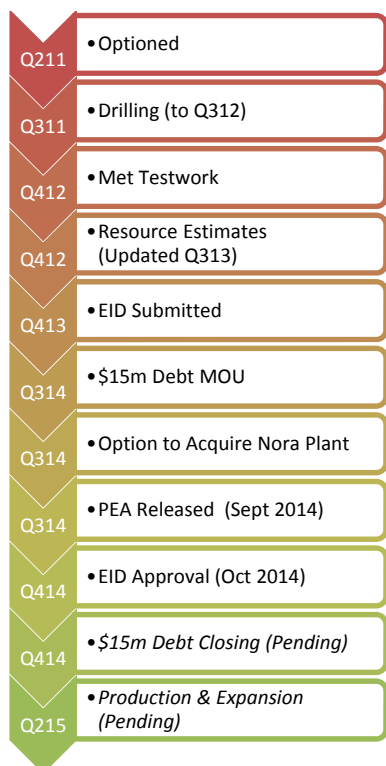 Q211
•Optioned
Q311
•Drilling (to Q312)
Q412
•Met Testwork
Q412
•Resource Estimates
(Updated Q313)
Q413
•EID Submitted
Q314
•$15m Debt MOU
Q314
•Option to Acquire Nora Plant
Q314
•PEA Released (Sept 2014)
Q414
•EID Approval (Oct 2014)
Q414
•$15m Debt Closing (Pending)
Q215
•Production & Expansion
(Pending)